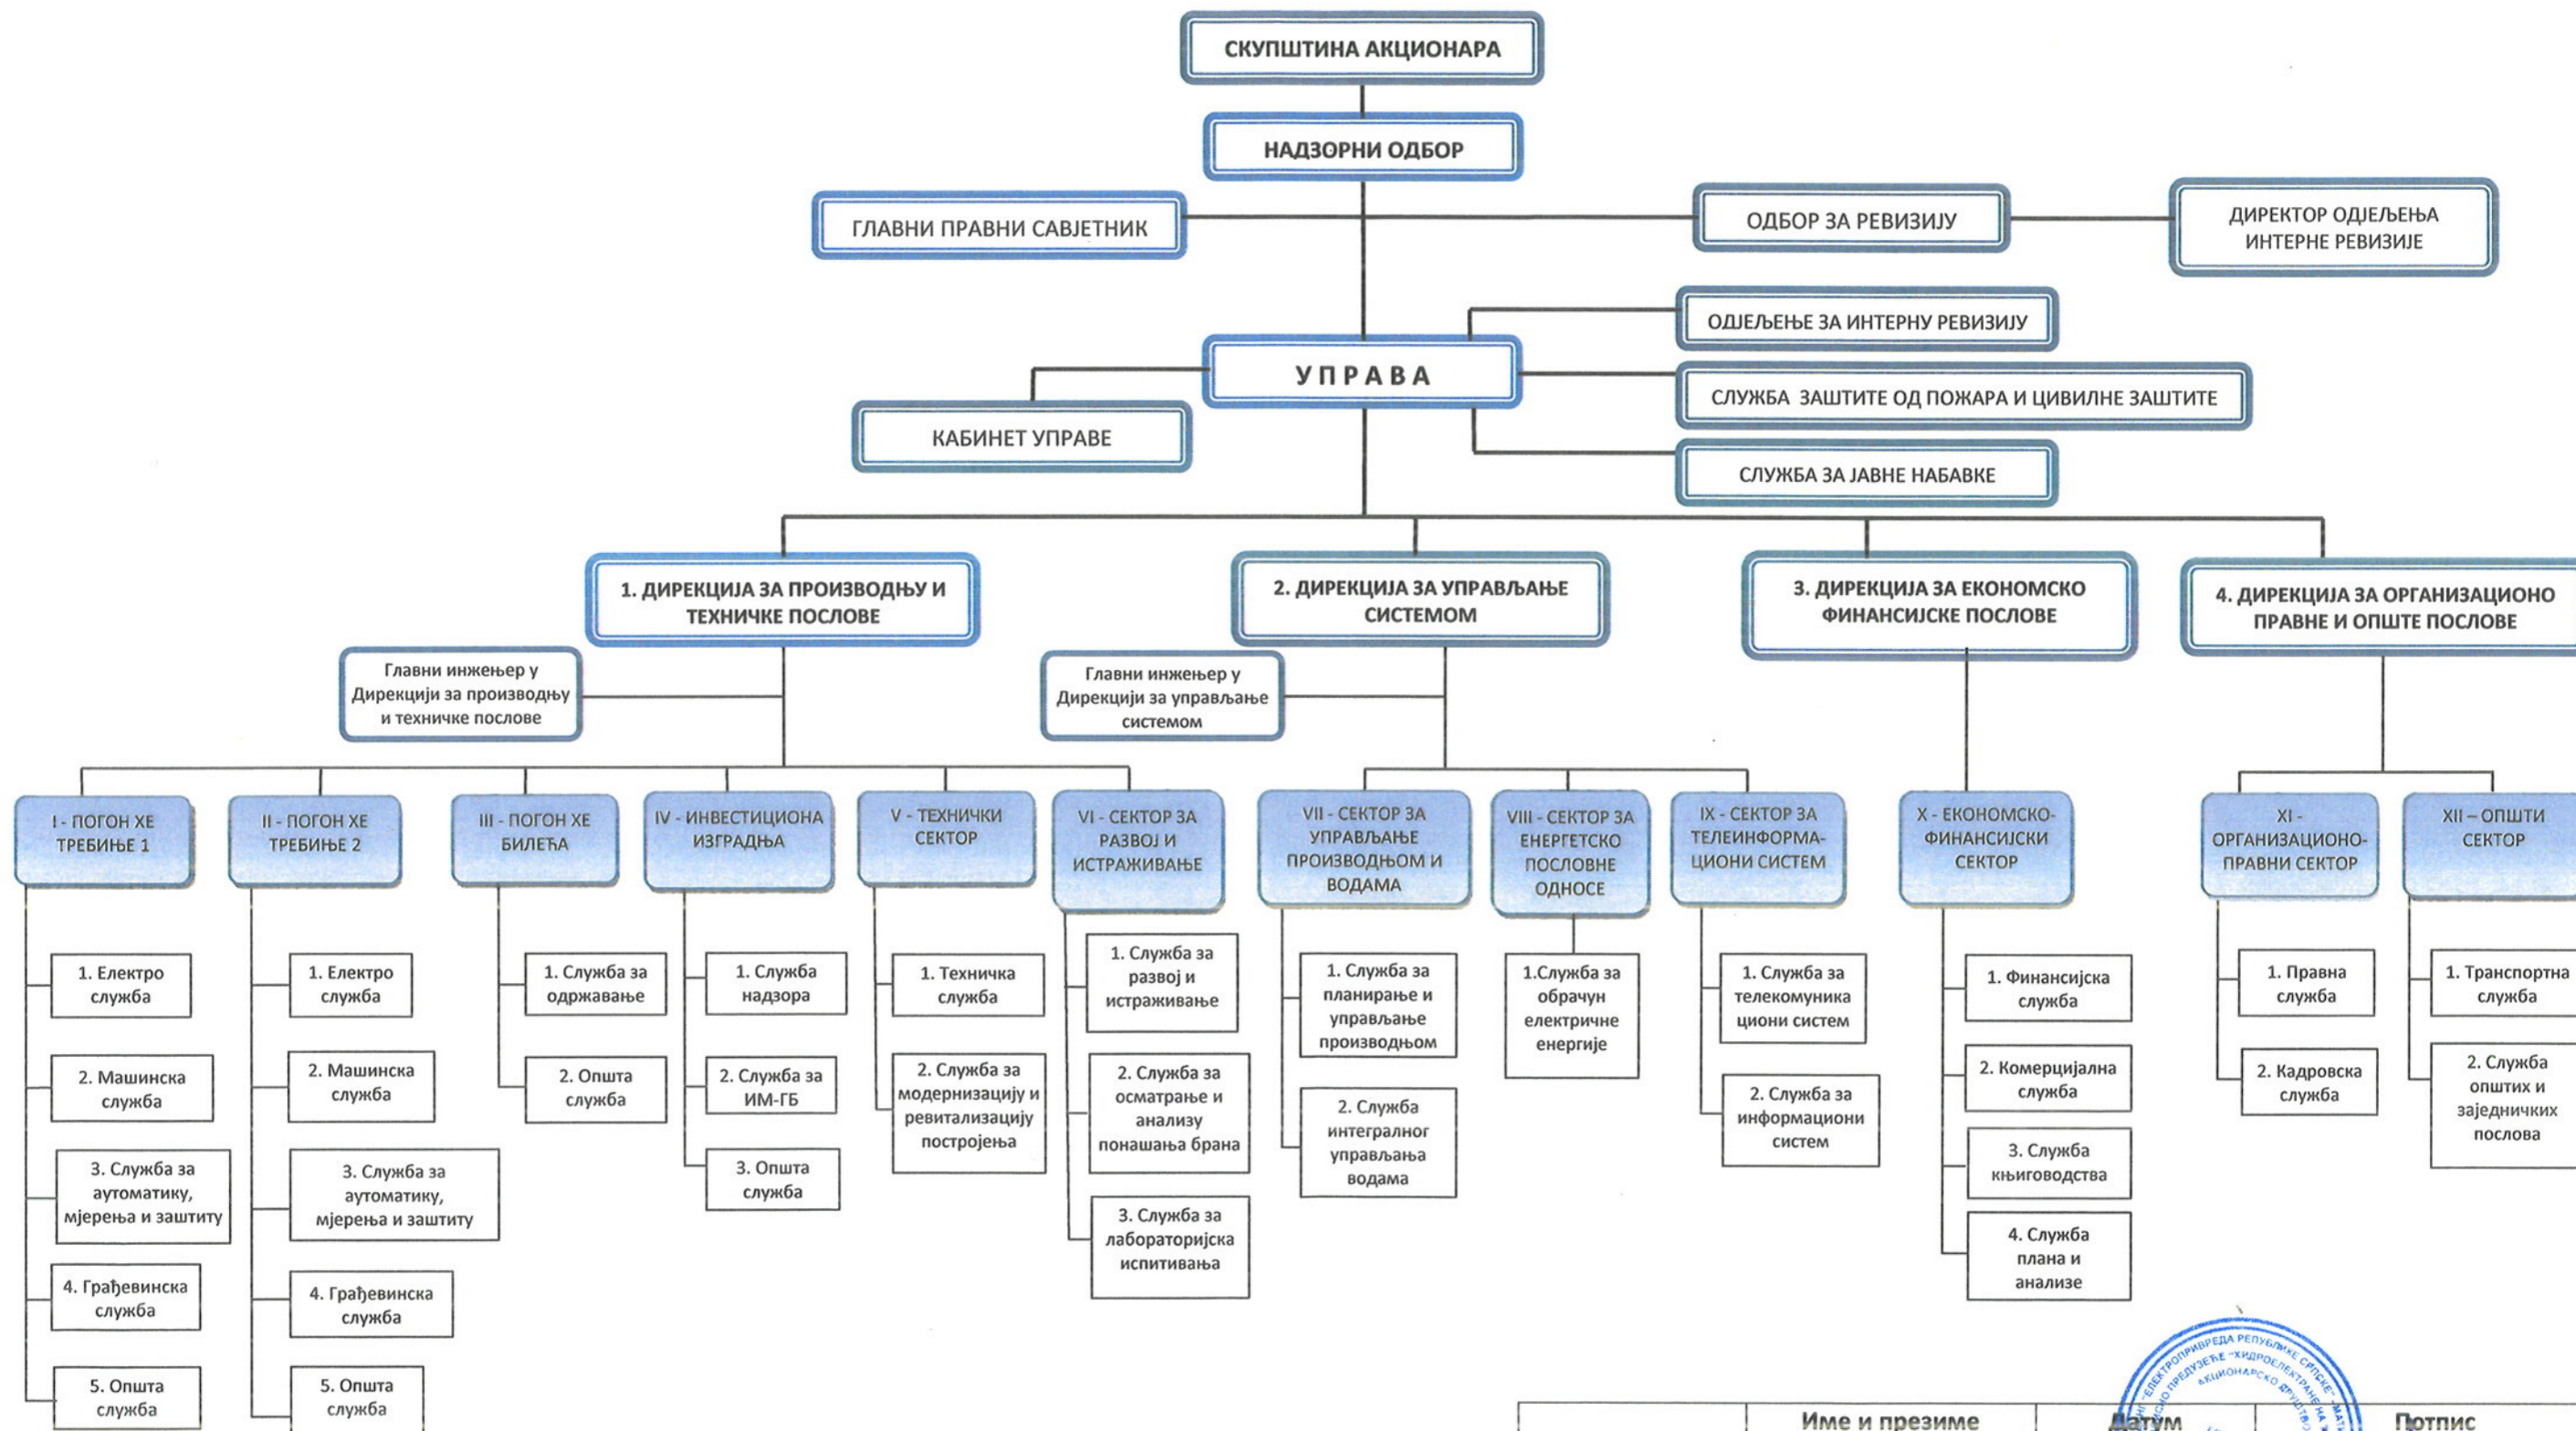 СКУПШТИНА АКЦИОНАРА
НАДЗОРНИ ОДБОР
ГЛАВНИ ПРАВНИ САВЈЕТНИК
ОДБОР ЗА РЕВИЗИЈУ
ДИРЕКТОР ОДЈЕЉЕЊА
ИНТЕРНЕ РЕВИЗИЈЕ
ОДЈЕЉЕЊЕ ЗА ИНТЕРНУ РЕВИЗИЈУ
У П Р А В А
СЛУЖБА ЗАШТИТЕ ОД ПОЖАРА И ЦИВИЛНЕ ЗАШТИТЕ
КАБИНЕТ УПРАВЕ
СЛУЖБА ЗА ЈАВНЕ НАБАВКЕ
1. ДИРЕКЦИЈА ЗА ПРОИЗВОДЊУ И
ТЕХНИЧКЕ ПОСЛОВЕ
2. ДИРЕКЦИЈА ЗА УПРАВЉАЊЕ
СИСТЕМОМ
3. ДИРЕКЦИЈА ЗА ЕКОНОМСКО
ФИНАНСИЈСКЕ ПОСЛОВЕ
4. ДИРЕКЦИЈА ЗА ОРГАНИЗАЦИОНО
ПРАВНЕ И ОПШТЕ ПОСЛОВЕ
Главни инжењер у
Дирекцији за производњу
и техничке послове
Главни инжењер у
Дирекцији за управљање
системом
I - ПОГОН ХЕ
ТРЕБИЊЕ 1
II - ПОГОН ХЕ
ТРЕБИЊЕ 2
III - ПОГОН ХЕ
БИЛЕЋА
IV - ИНВЕСТИЦИОНА
ИЗГРАДЊА
V - ТЕХНИЧКИ
СЕКТОР
VI - СЕКТОР ЗА
РАЗВОЈ И
ИСТРАЖИВАЊЕ
VII - СЕКТОР ЗА
УПРАВЉАЊЕ
ПРОИЗВОДЊОМ И
ВОДАМА
VIII - СЕКТОР ЗА
ЕНЕРГЕТСКО
ПОСЛОВНЕ
ОДНОСЕ
IX - СЕКТОР ЗА
ТЕЛЕИНФОРМА-
ЦИОНИ СИСТЕМ
X - ЕКОНОМСКО-
ФИНАНСИЈСКИ
СЕКТОР
XI -
ОРГАНИЗАЦИОНО-
ПРАВНИ СЕКТОР
XII – ОПШТИ
СЕКТОР
1. Електро
служба
2. Машинска
служба
3. Служба за
аутоматику,
мјерења и заштиту
4. Грађевинска
служба
5. Општа
служба
1. Електро
служба
2. Машинска
служба
3. Служба за
аутоматику,
мјерења и заштиту
4. Грађевинска
служба
5. Општа
служба
1. Служба за
одржавање
2. Општа
служба
1. Служба
надзора
2. Служба за
ИМ-ГБ
3. Општа
служба
1. Техничка
служба
2. Служба за
модернизацију и
ревитализацију
постројења
1. Служба за
развој и
истраживање
2. Служба за
осматрање и
анализу
понашања брана
3. Служба за
лабораторијска
испитивања
1. Служба за
планирање и
управљање
производњом
2. Служба
интегралног
управљања
водама
1.Служба за
обрачун
електричне
енергије
1. Служба за
телекомуника
циони систем
2. Служба за
информациони
систем
1. Финансијска
служба
2. Комерцијална
служба
3. Служба
књиговодства
4. Служба
плана и
анализе
1. Правна
служба
2. Кадровска
служба
1. Транспортна
служба
2. Служба
општих и
заједничких
послова
Име и презиме
Датум
Потпис
ЕЛЕКТРОПРИВРЕДА РЕПУБЛИКЕ СРПСКЕ"
ПРЕДУЗЕЋЕ "ХИДРОЕЛЕКТРАНЕ НА
АКЦИОНАРСКО ДРУШТВО